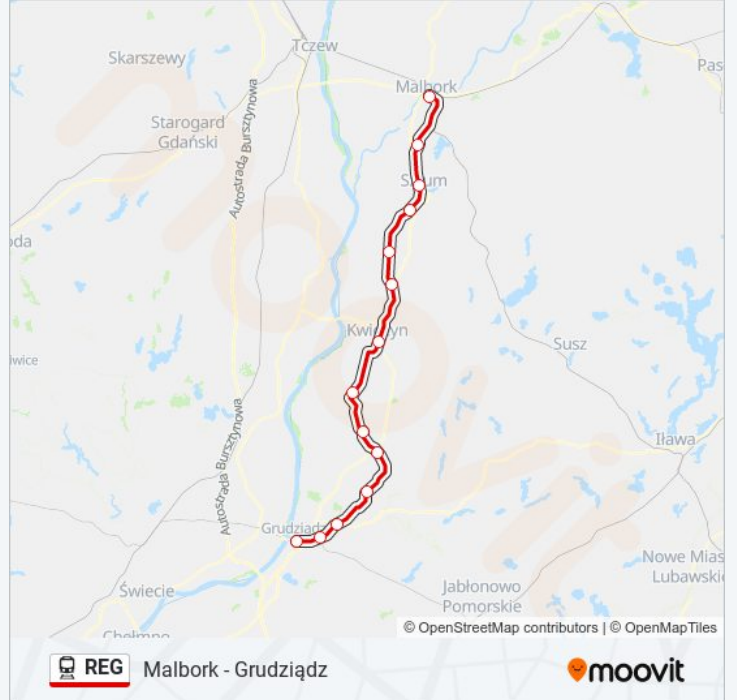 Tczew
Skarszewy
Malbork
Pas
Starogard
Gdański
Autostrada Bursztynowa
Sztum
oda
Kwidzyn
Susz
wice
Iława
Autostrada Bursztynowa
Grudziądz
Nowe Mias
Lubawski
Świecie
Jabłonowo
Pomorskie
Chełmno
© OpenStreetMap contributors | © OpenMapTiles
REG Malbork - Grudziądz
moovit